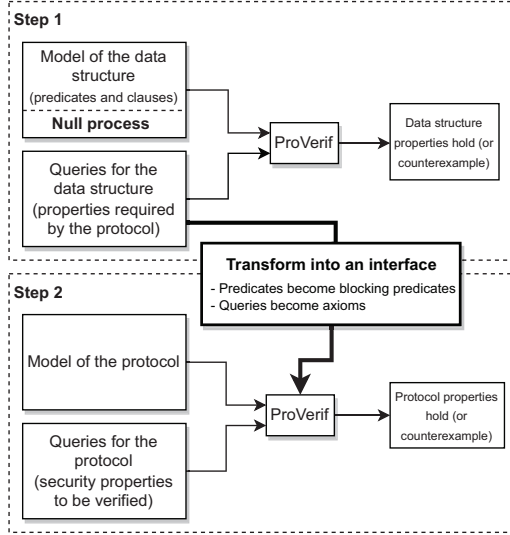 Step 1
Model of the data
structure
(predicates and clauses)
Null process
Queries for the
data structure
(properties required
by the protocol)
ProVerif
Data structure
properties hold (or
counterexample)
Transform into an interface
- Predicates become blocking predicates
- Queries become axioms
Step 2
Model of the protocol
Queries for the
protocol
(security properties
to be verified)
ProVerif
Protocol properties
hold (or
counterexample)